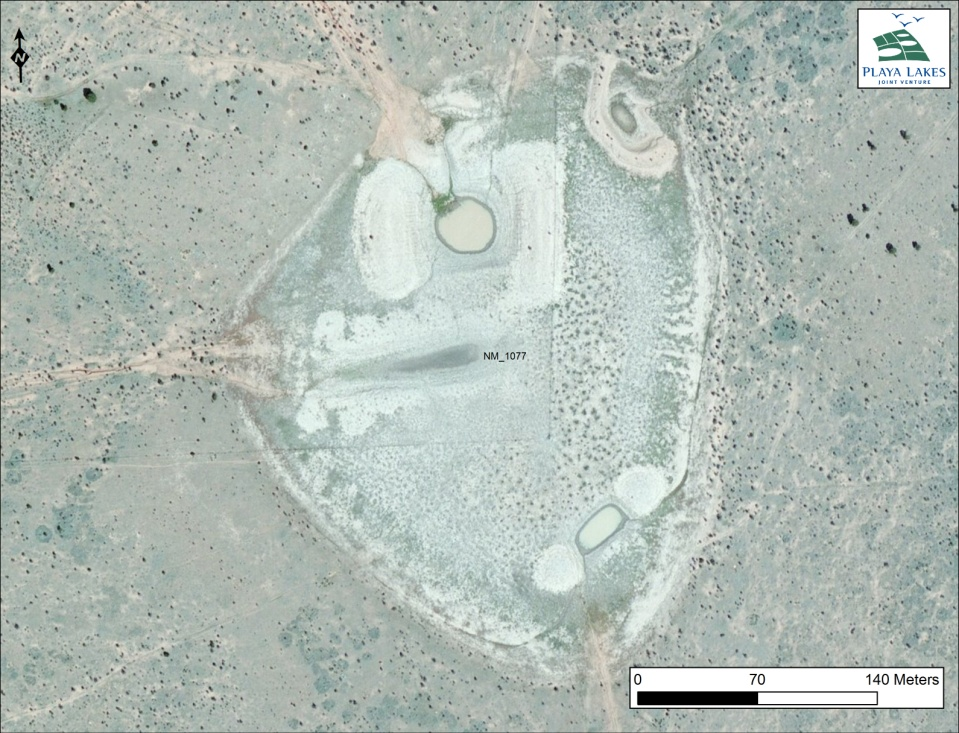 N
PLAYA LAKES
JOINT VENTURE
NM_1077
0 70 140 Meters